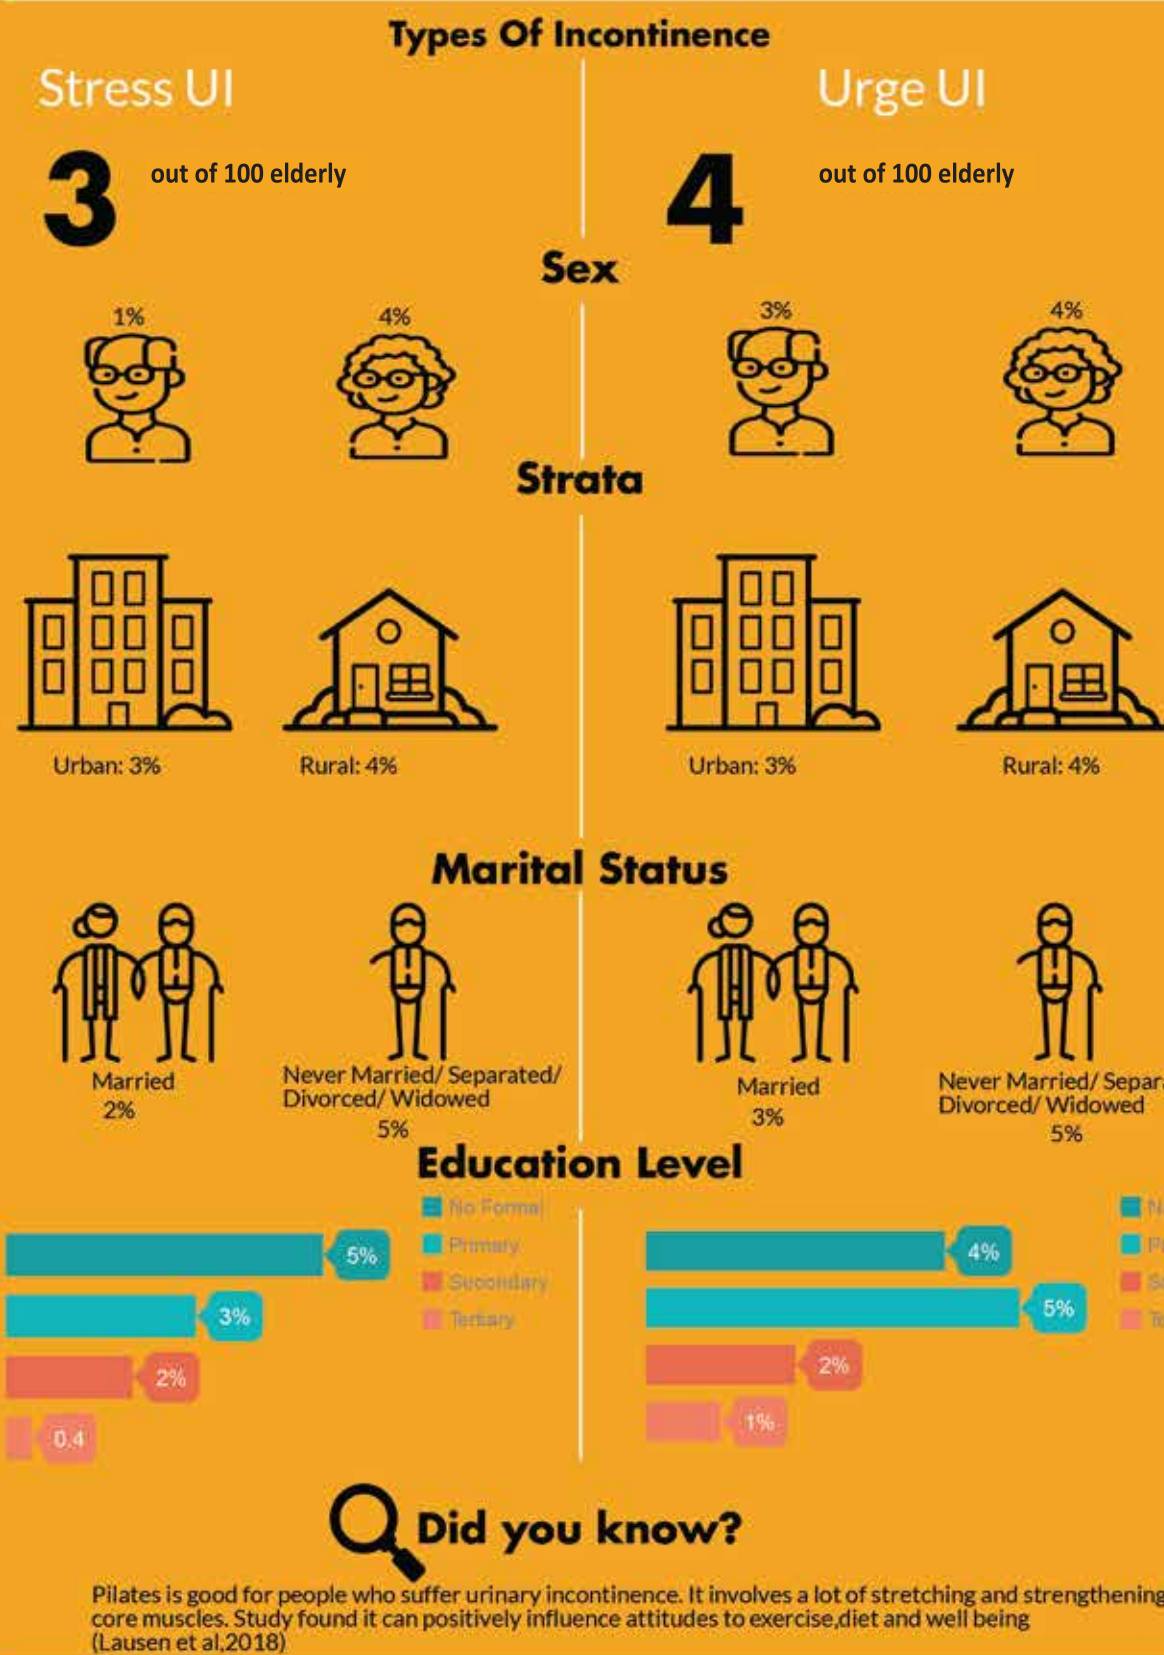 Types Of Incontinence
Stress UI
3 out of 100 elderly
Urge UI
4 out of 100 elderly
Sex
1%
4%
3%
4%
Strata
Urban: 3%
Rural: 4%
Urban: 3%
Rural: 4%
Marital Status
Married
2%
Never Married/ Separated/
Divorced/ Widowed
5%
Married
3%
Never Married/
Divorced/ Widowed
5%
Education Level
No Formal
Primary
Secondary
Tertiary
5%
3%
2%
0.4
4%
5%
2%
1%
Did you know?
Pilates is good for people who suffer urinary incontinence. It involves a lot of stretching and strengthening
core muscles. Study found it can positively influence attitudes to exercise,diet and well being
(Lausen et al,2018)